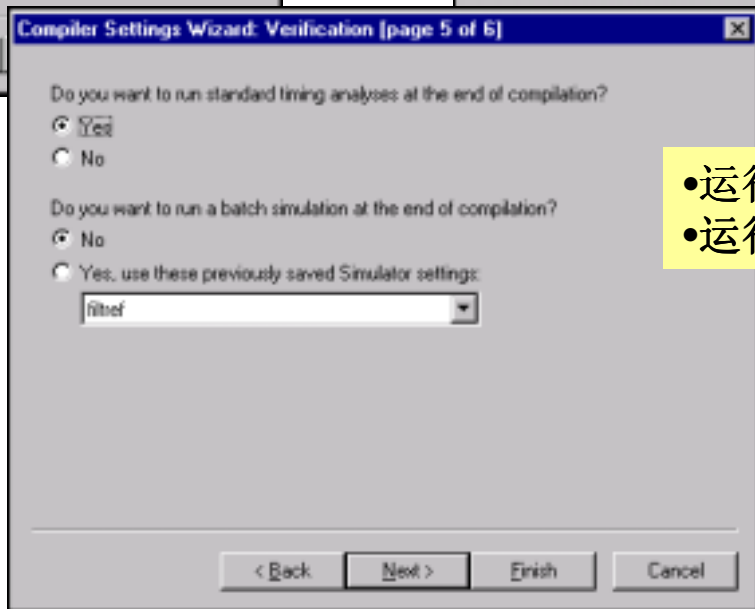 Compiler Settings Wizard: Verification [page 5 of 6]
Do you want to run standard timing analyses at the end of compilation?
Yes
No
•运行
•运行
Do you want to run a batch simulation at the end of compilation?
No
Yes, use these previously saved Simulator settings:
filtref
< Back
Next >
Finish
Cancel